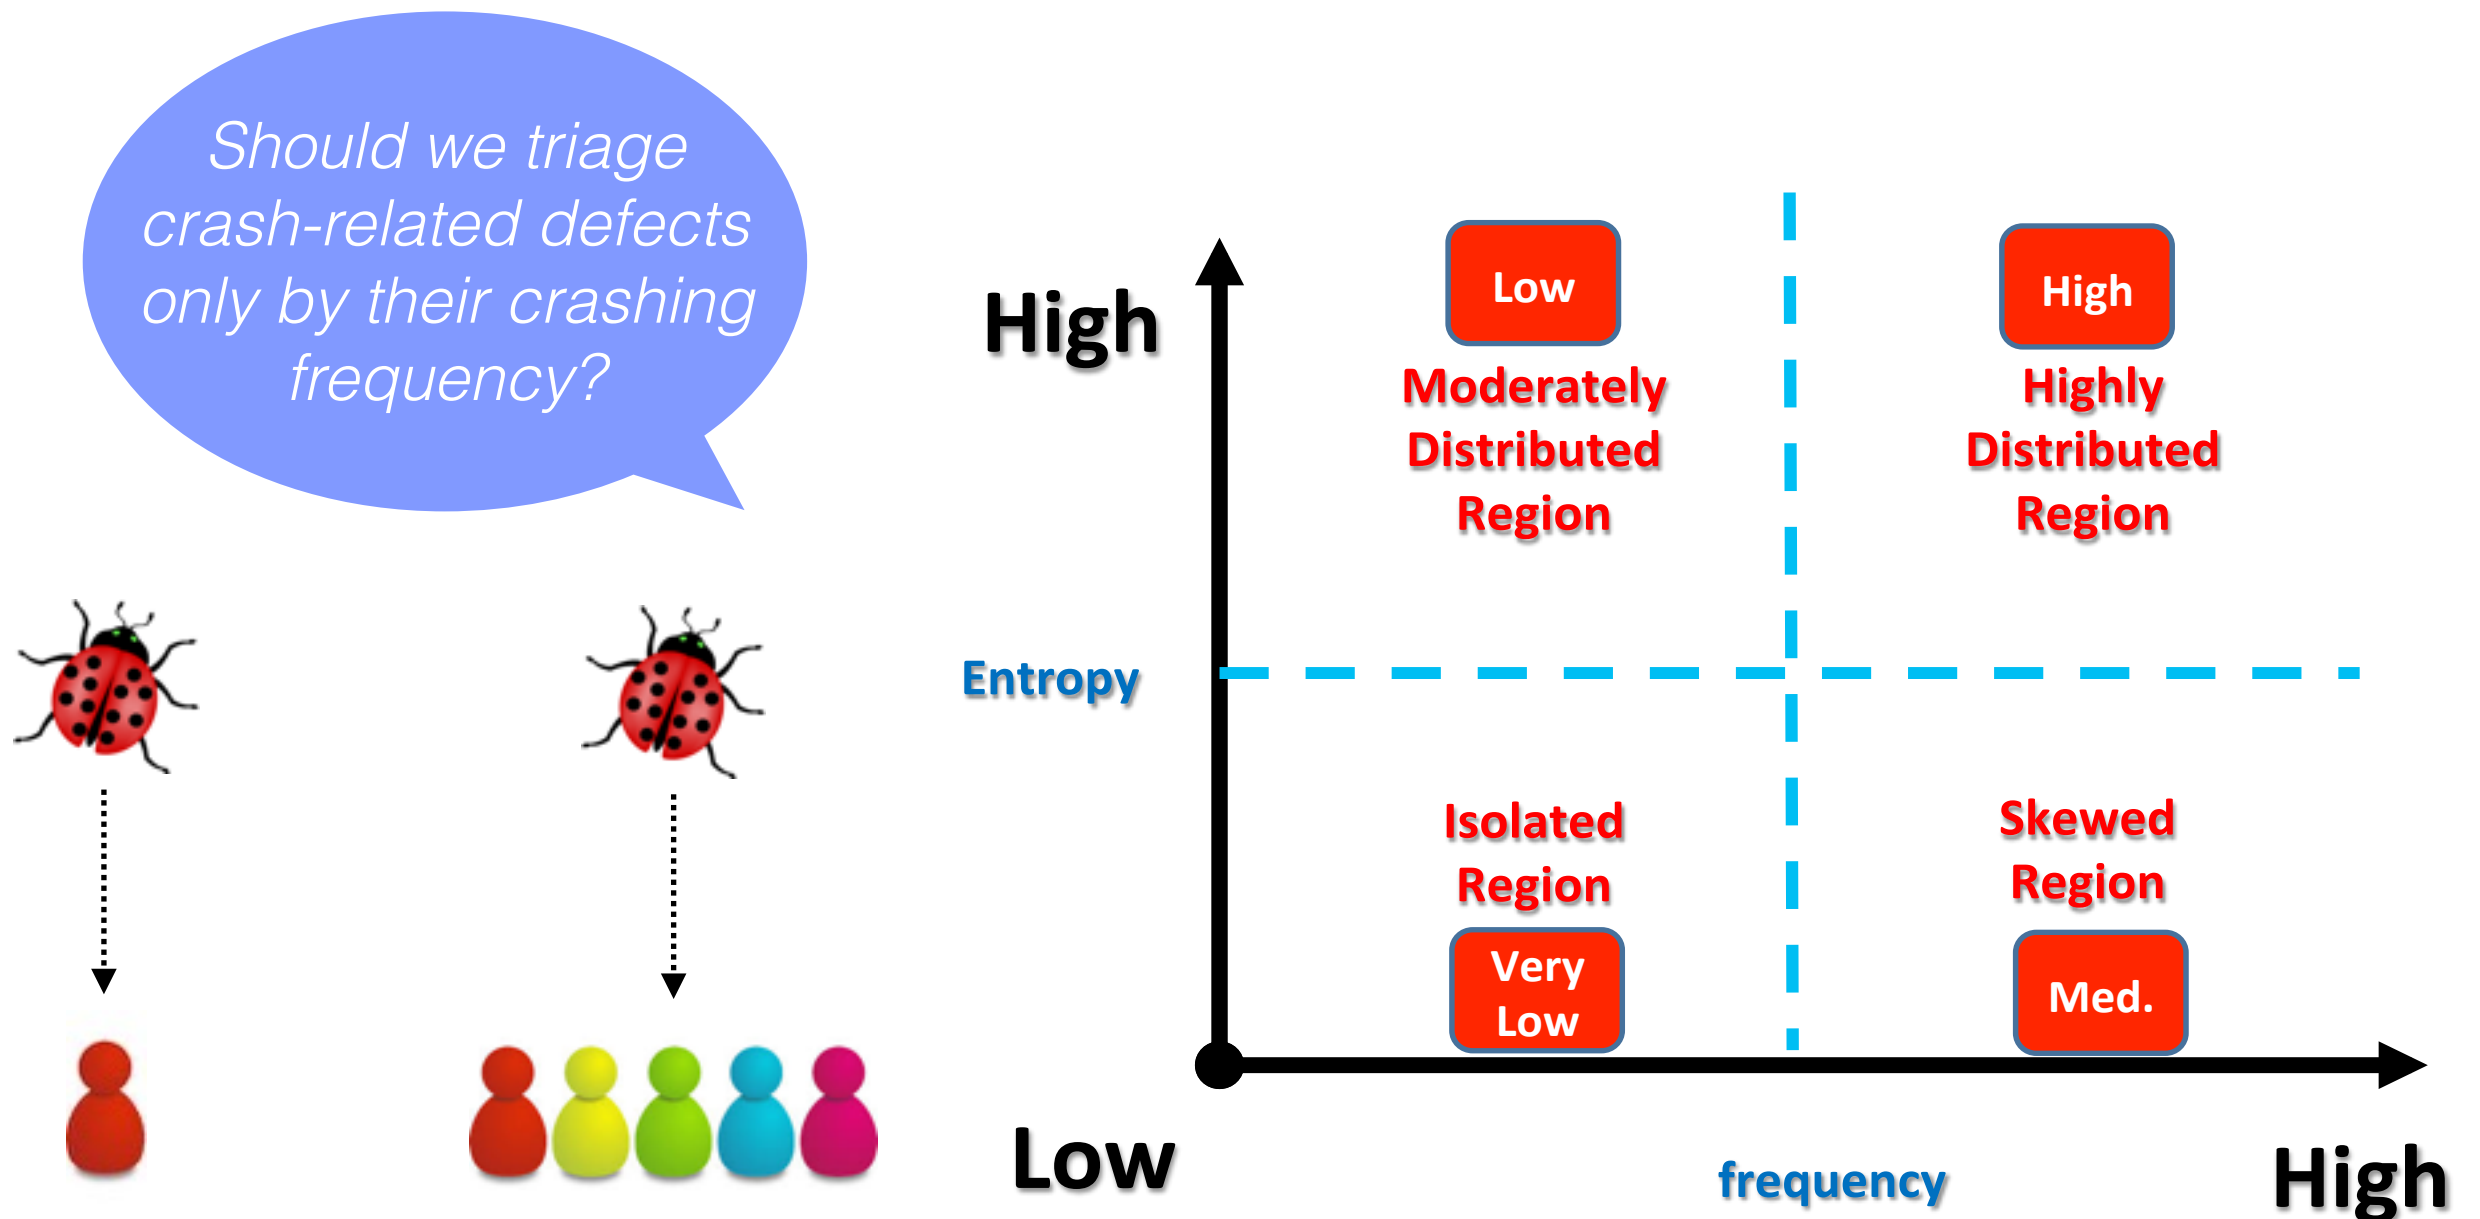 Should we triage
crash-related defects
only by their crashing
frequency?
High
Low
Moderately
Distributed
Region
High
Highly
Distributed
Region
Entropy
Isolated
Region
Very
Low
Skewed
Region
Med.
Low
frequency
High